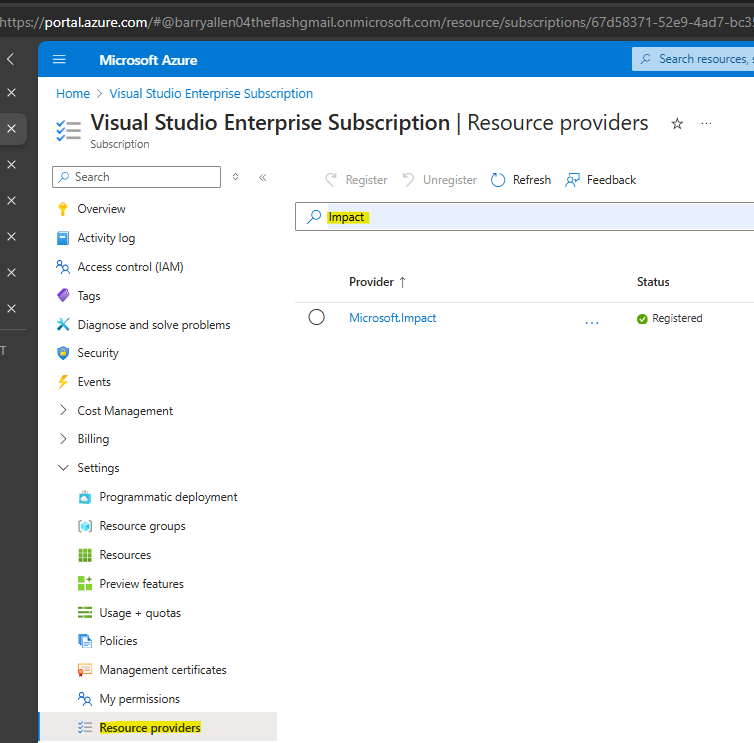 https://portal.azure.com/#@barryallen04theflashgmail.onmicrosoft.com/resource/subscriptions/67d58371-52e9-4ad7-bc35
Microsoft Azure
Search resources, s
Home > Visual Studio Enterprise Subscription
Visual Studio Enterprise Subscription | Resource providers
Subscription
Search
Register Unregister Refresh Feedback
Overview
Impact
Activity log
Access control (IAM)
Provider ↑ Status
Tags
Microsoft.Impact ... Registered
Diagnose and solve problems
T
Security
Events
Cost Management
Billing
Settings
Programmatic deployment
Resource groups
Resources
Preview features
Usage + quotas
Policies
Management certificates
My permissions
Resource providers